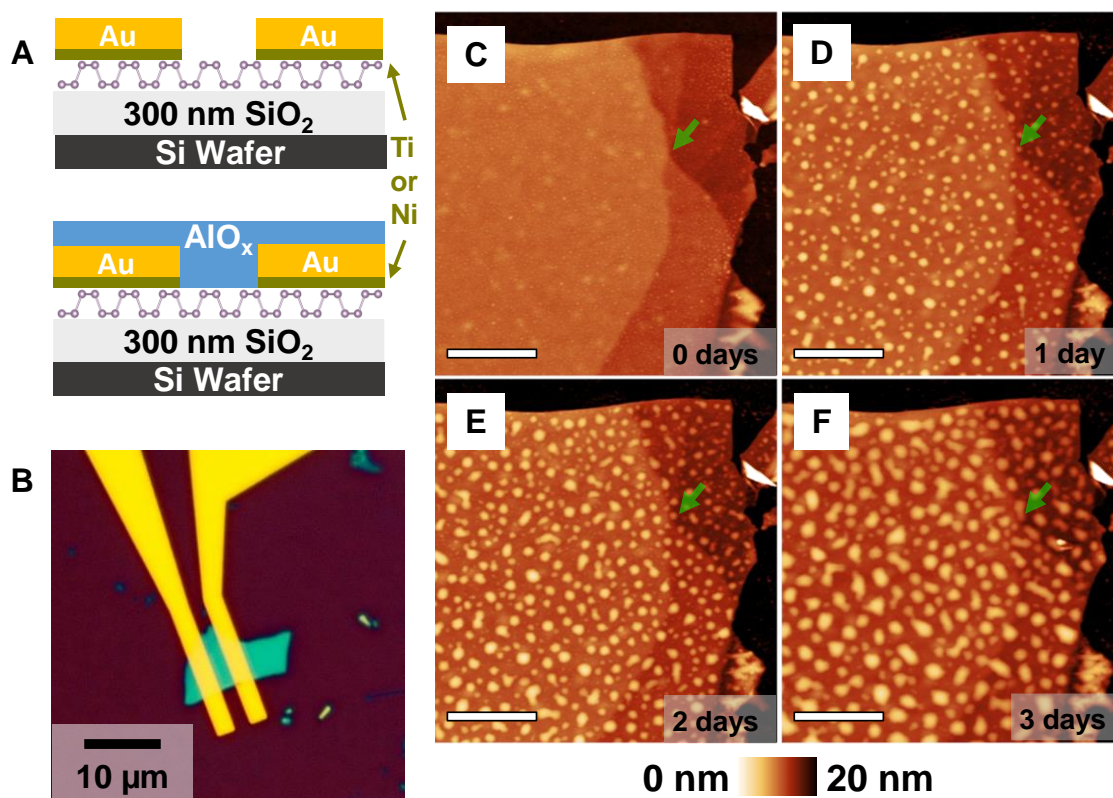 A
Au Au
300 nm SiO₂
Si Wafer
Ti
or
Ni
AlOₓ
Au Au
300 nm SiO₂
Si Wafer
B
10 µm
C
0 days
D
1 day
E
2 days
F
3 days
0 nm 20 nm